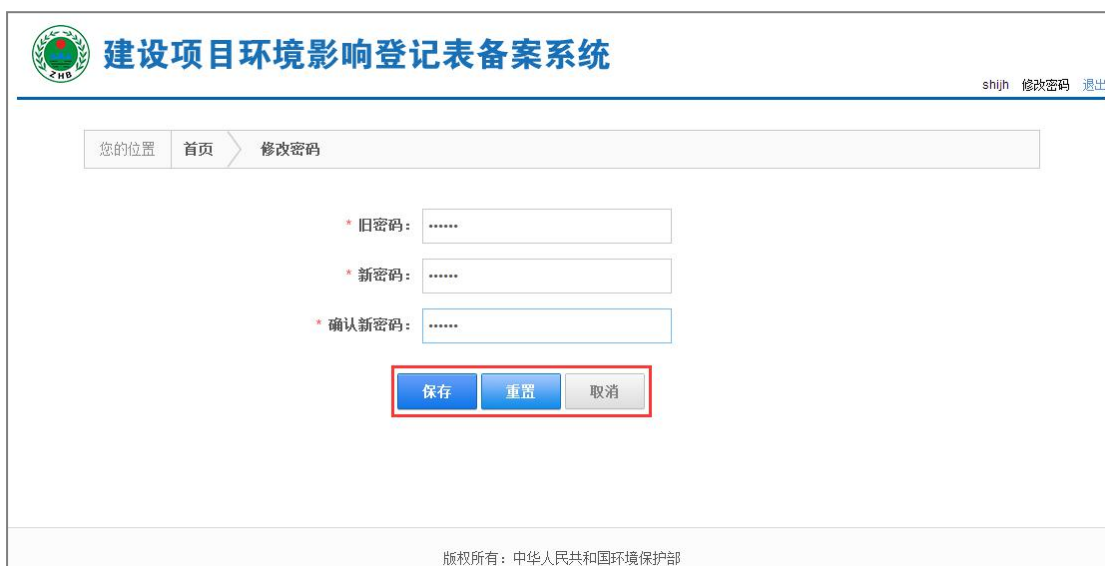 建设项目环境影响登记表备案系统
ZHB
shijh 修改密码 退出
您的位置 首页 修改密码
* 旧密码： ••••••
* 新密码： ••••••
* 确认新密码： ••••••
保存 重置 取消
版权所有：中华人民共和国环境保护部